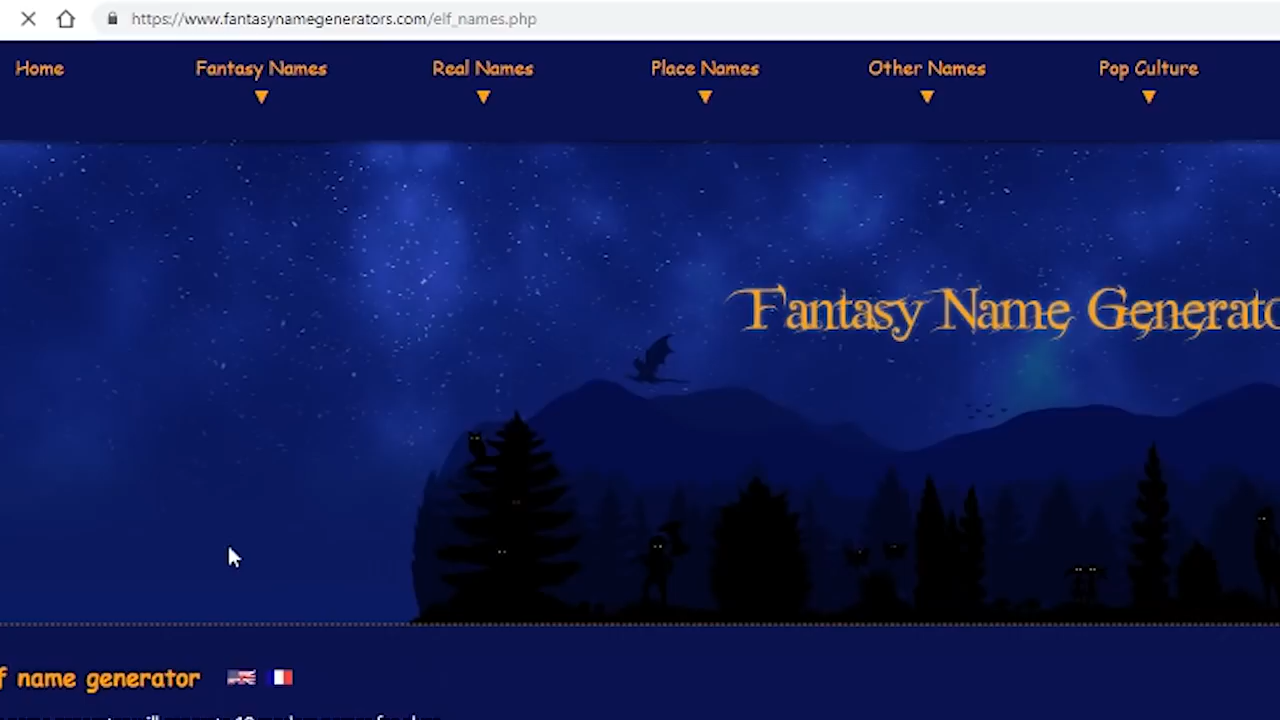 https://www.fantasynamegenerators.com/elf_names.php
Home Fantasy Names Real Names Place Names Other Names Pop Culture
Fantasy Name Generato
f name generator